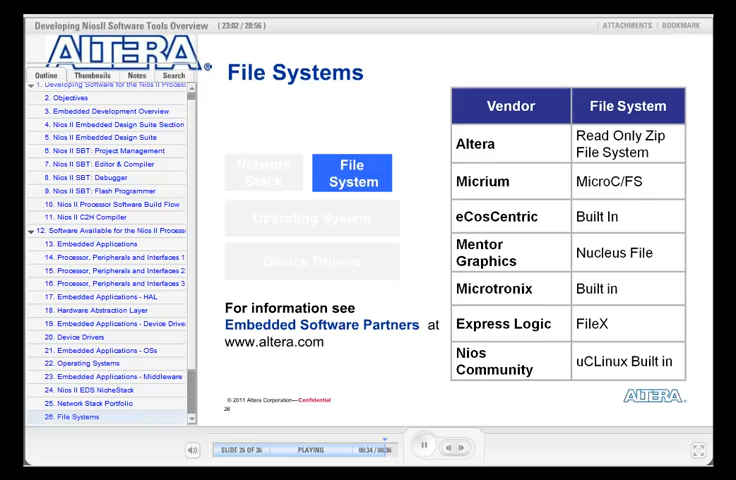 Developing NiosII Software Tools Overview ( 23:02 / 28:56 )
ATTACHMENTS | BOOKMARK
ALTERA®
Outline Thumbnails Notes Search
1. Developing Software for the Nios II Process
2. Objectives
3. Embedded Development Overview
4. Nios II Embedded Design Suite Section
5. Nios II Embedded Design Suite
6. Nios II SBT: Project Management
7. Nios II SBT: Editor & Compiler
8. Nios II SBT: Debugger
9. Nios II SBT: Flash Programmer
10. Nios II Processor Software Build Flow
11. Nios II C2H Compiler
12. Software Available for the Nios II Process
13. Embedded Applications
14. Processor, Peripherals and Interfaces 1
15. Processor, Peripherals and Interfaces 2
16. Processor, Peripherals and Interfaces 3
17. Embedded Applications - HAL
18. Hardware Abstraction Layer
19. Embedded Applications - Device Drive
20. Device Drivers
21. Embedded Applications - OSs
22. Operating Systems
23. Embedded Applications - Middleware
24. Nios II EDS NicheStack
25. Network Stack Portfolio
26. File Systems
File Systems
Network
Stack
File
System
Operating System
Device Drivers
For information see
Embedded Software Partners at
www.altera.com
Vendor File System
Altera Read Only Zip
File System
Micrium MicroC/FS
eCosCentric Built In
Mentor
Graphics Nucleus File
Microtronix Built in
Express Logic FileX
Nios
Community uCLinux Built in
© 2011 Altera Corporation—Confidential
26
ALTERA.
SLIDE 26 OF 36 PLAYING 00:34 / 00:36